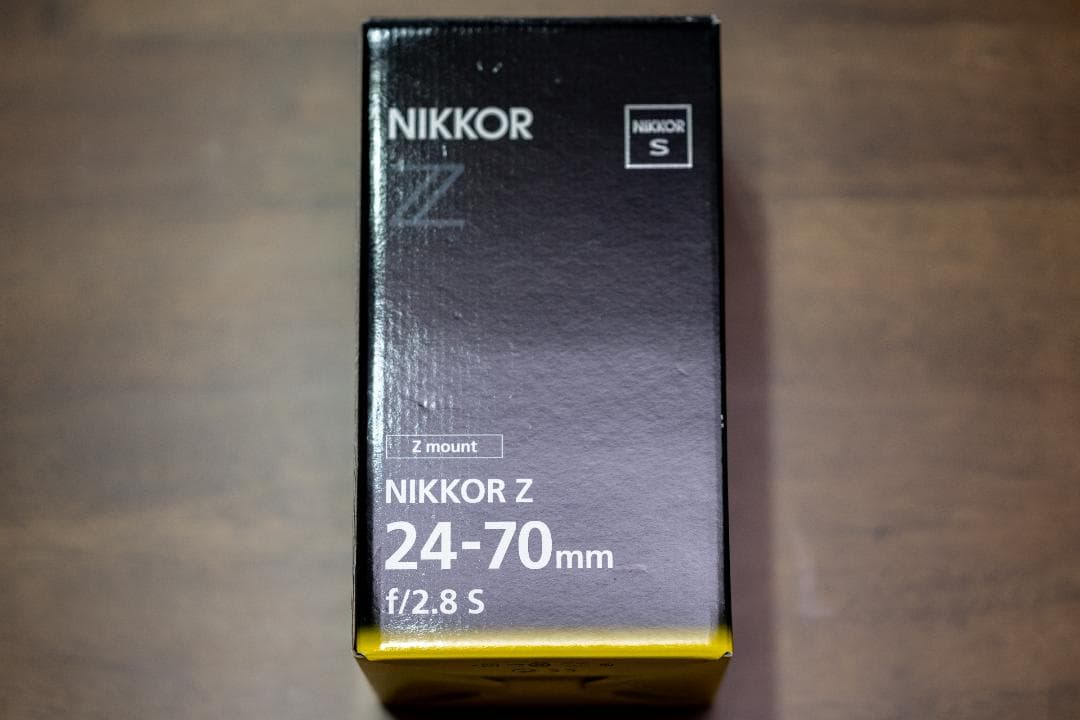 NIKKOR
Z
NIKKOR
S
Z mount
NIKKOR Z
24-70mm
f/2.8 S